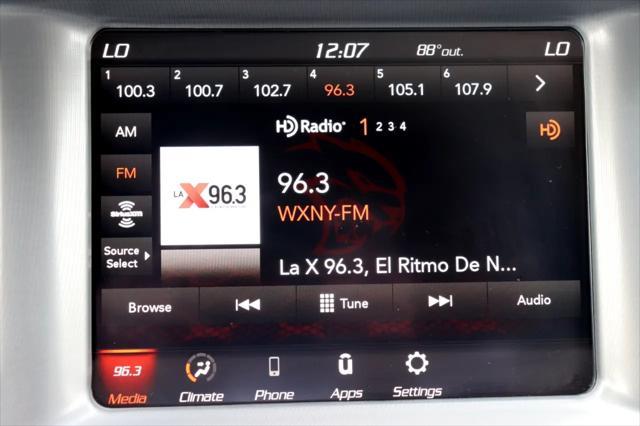 LO 12:07 88° out. LO
1 100.3 2 100.7 3 102.7 4 96.3 5 105.1 6 107.9
AM
HD Radio 1 2 3 4
HD
FM
LA X96.3
96.3
WXNY-FM
SiriusXM
Source Select
La X 96.3, El Ritmo De N...
Browse Tune Audio
96.3
Media Climate Phone Apps Settings